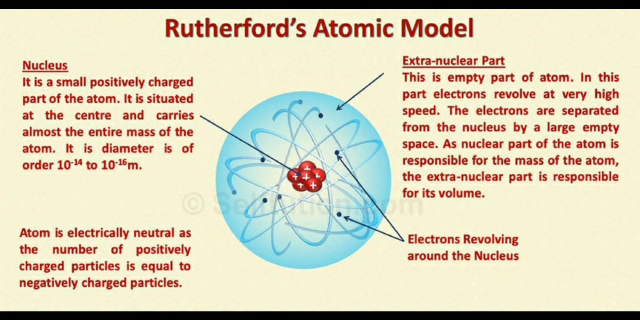 Rutherford's Atomic Model
Nucleus
It is a small positively charged
part of the atom. It is situated
at the centre and carries
almost the entire mass of the
atom. It is diameter is of
order 10⁻¹⁴ to 10⁻¹⁶m.
Atom is electrically neutral as
the number of positively
charged particles is equal to
negatively charged particles.
Extra-nuclear Part
This is empty part of atom. In this
part electrons revolve at very high
speed. The electrons are separated
from the nucleus by a large empty
space. As nuclear part of the atom is
responsible for the mass of the atom,
the extra-nuclear part is responsible
for its volume.
Electrons Revolving
around the Nucleus